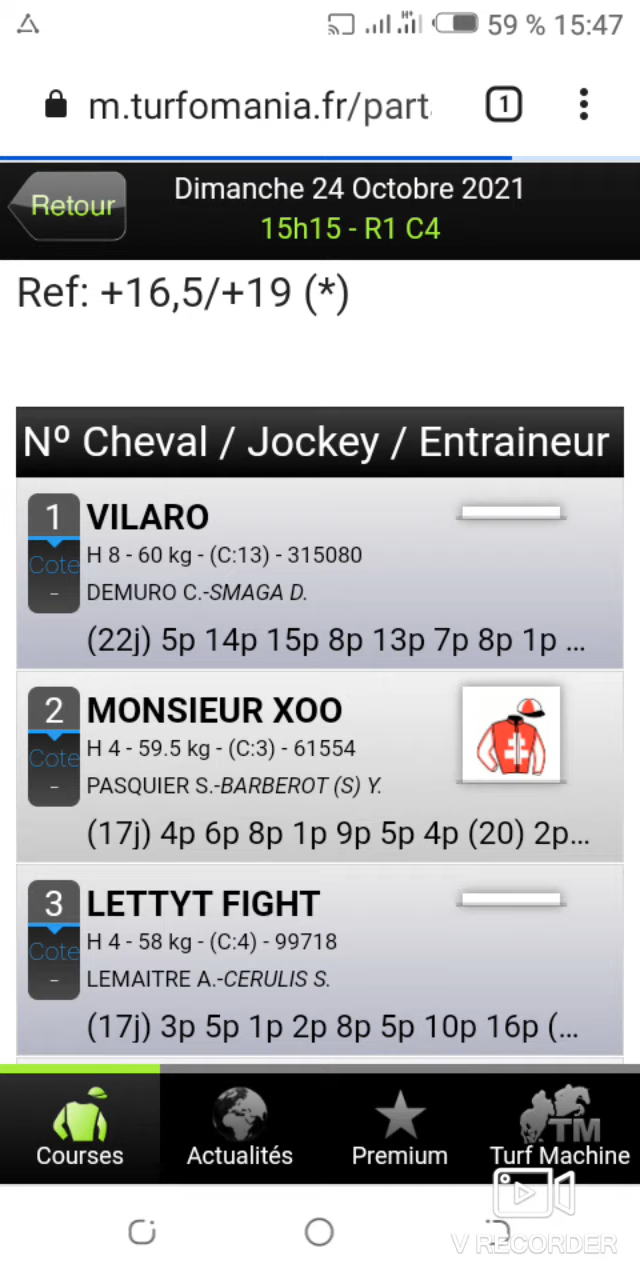 59 % 15:47
m.turfomania.fr/part
1
Retour
Dimanche 24 Octobre 2021
15h15 - R1 C4
Ref: +16,5/+19 (*)
Nº Cheval / Jockey / Entraineur
1 VILARO
Cote
-
H 8 - 60 kg - (C:13) - 315080
DEMURO C.-SMAGA D.
(22j) 5p 14p 15p 8p 13p 7p 8p 1p ...
2 MONSIEUR XOO
Cote
-
H 4 - 59.5 kg - (C:3) - 61554
PASQUIER S.-BARBEROT (S) Y.
(17j) 4p 6p 8p 1p 9p 5p 4p (20) 2p...
3 LETTYT FIGHT
Cote
-
H 4 - 58 kg - (C:4) - 99718
LEMAITRE A.-CERULIS S.
(17j) 3p 5p 1p 2p 8p 5p 10p 16p (...
Courses
Actualités
Premium
TM
Turf Machine
V RECORDER